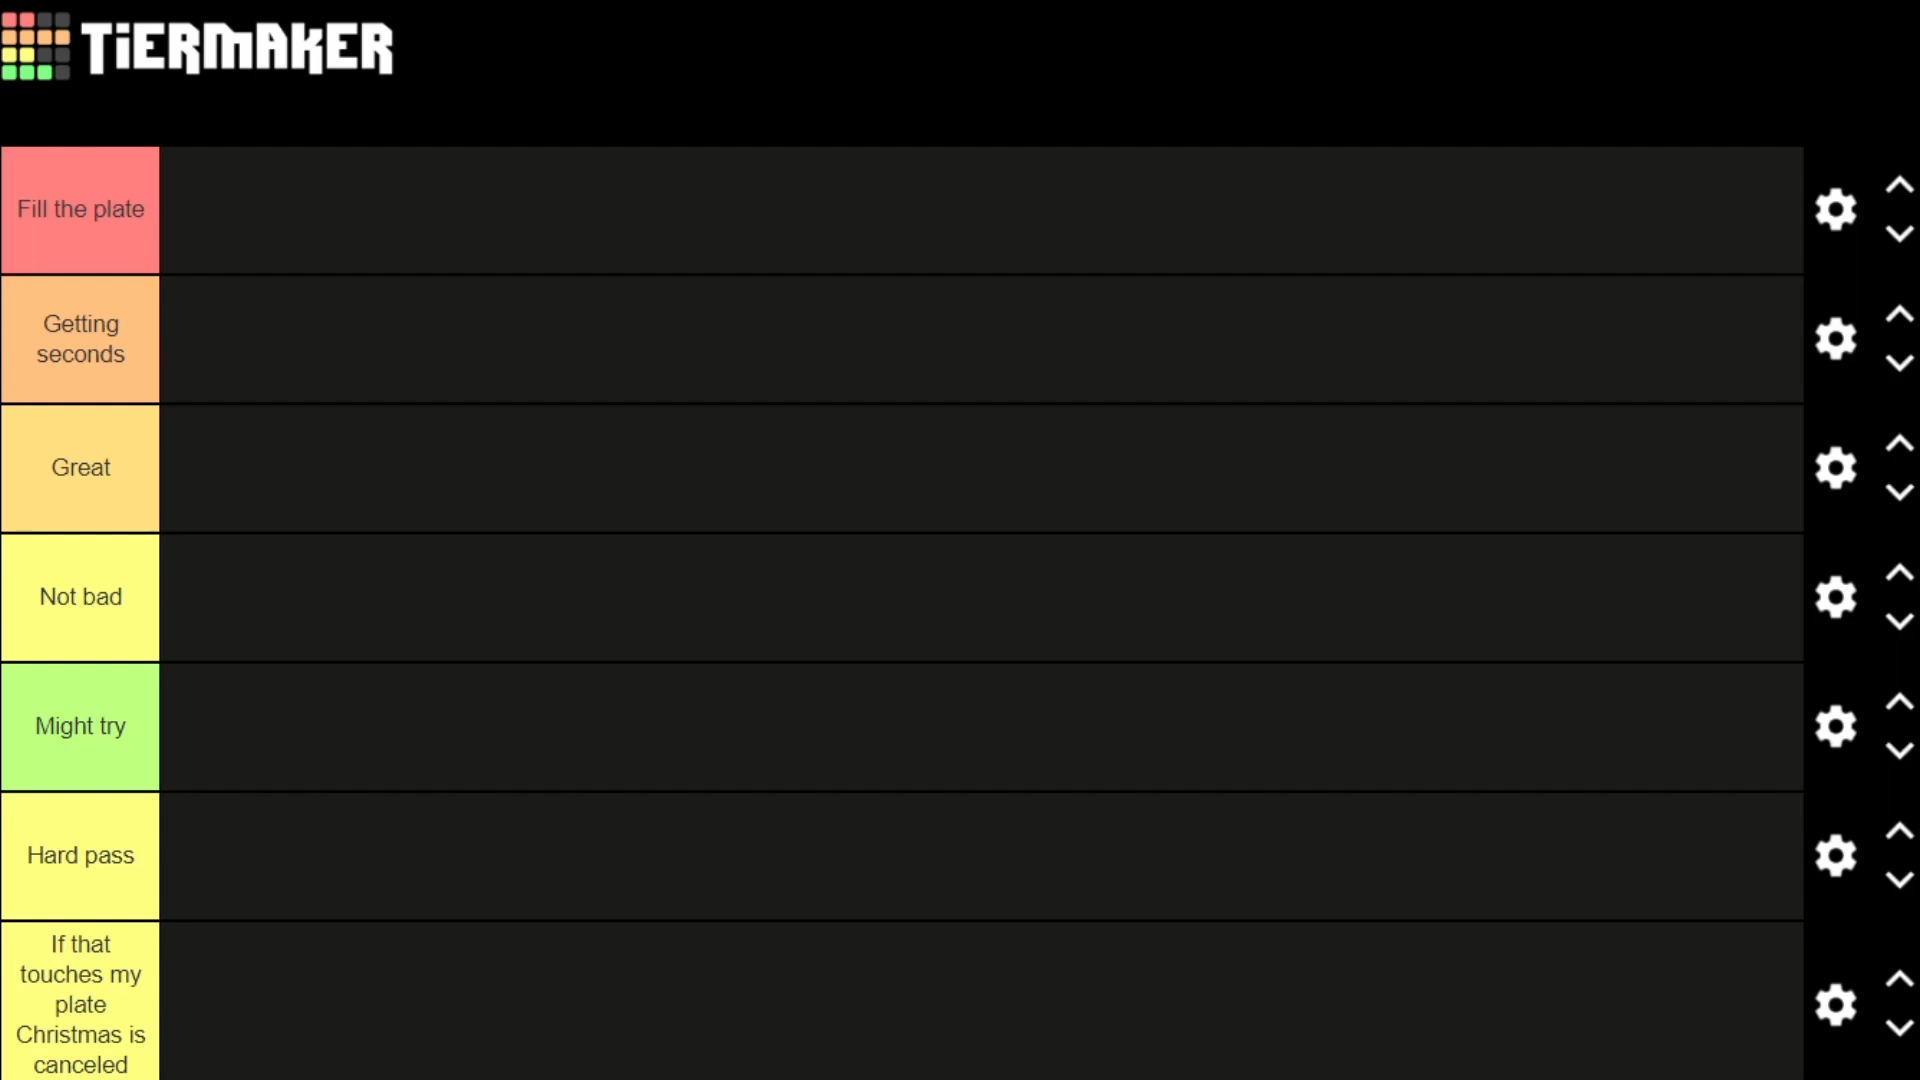 TiERMAKER
Fill the plate
Getting
seconds
Great
Not bad
Might try
Hard pass
If that
touches my
plate
Christmas is
canceled